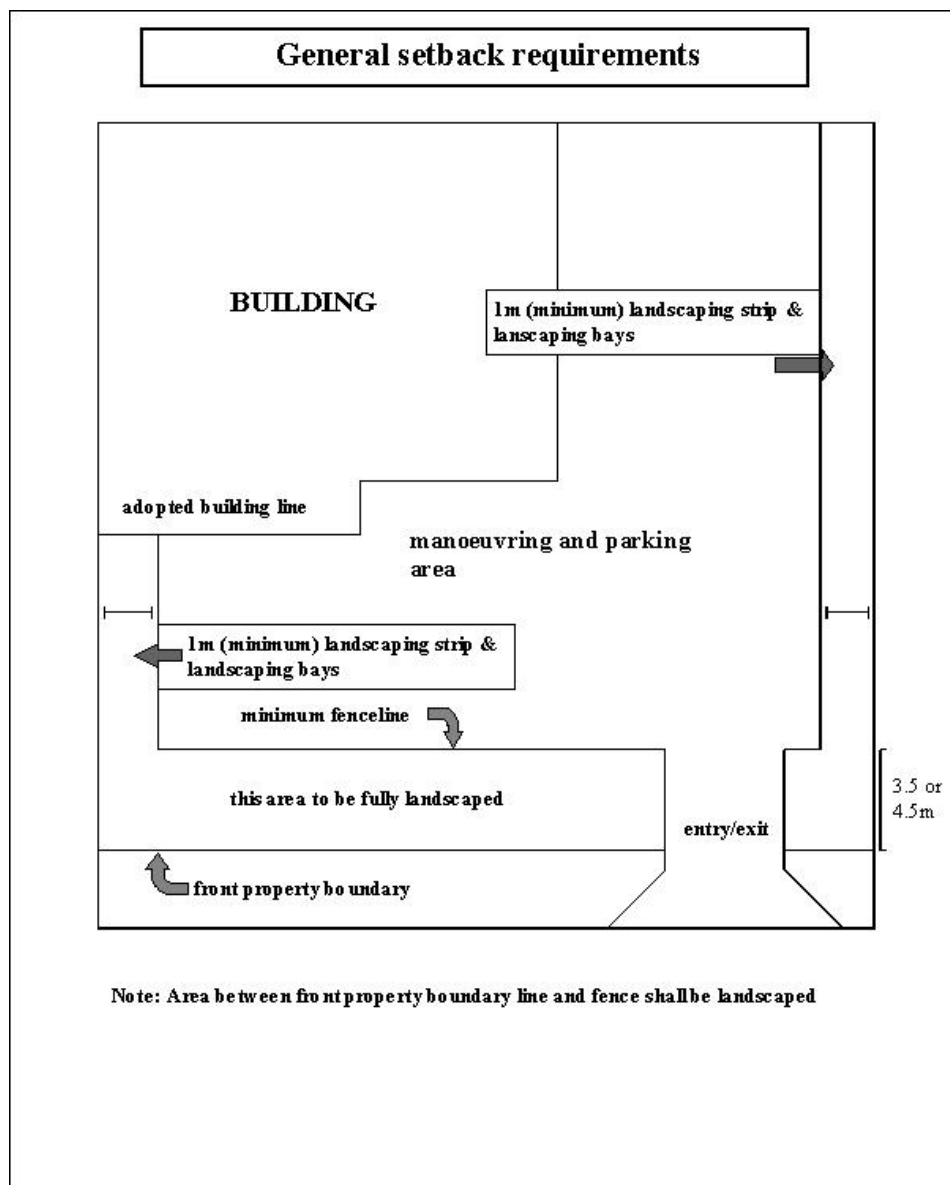 General setback requirements
BUILDING
1m (minimum) landscaping strip &
lanscaping bays
adopted building line
manoeuvring and parking
area
1m (minimum) landscaping strip &
landscaping bays
minimum fenceline
this area to be fully landscaped
3.5 or
4.5m
entry/exit
front property boundary
Note: Area between front property boundary line and fence shall be landscaped